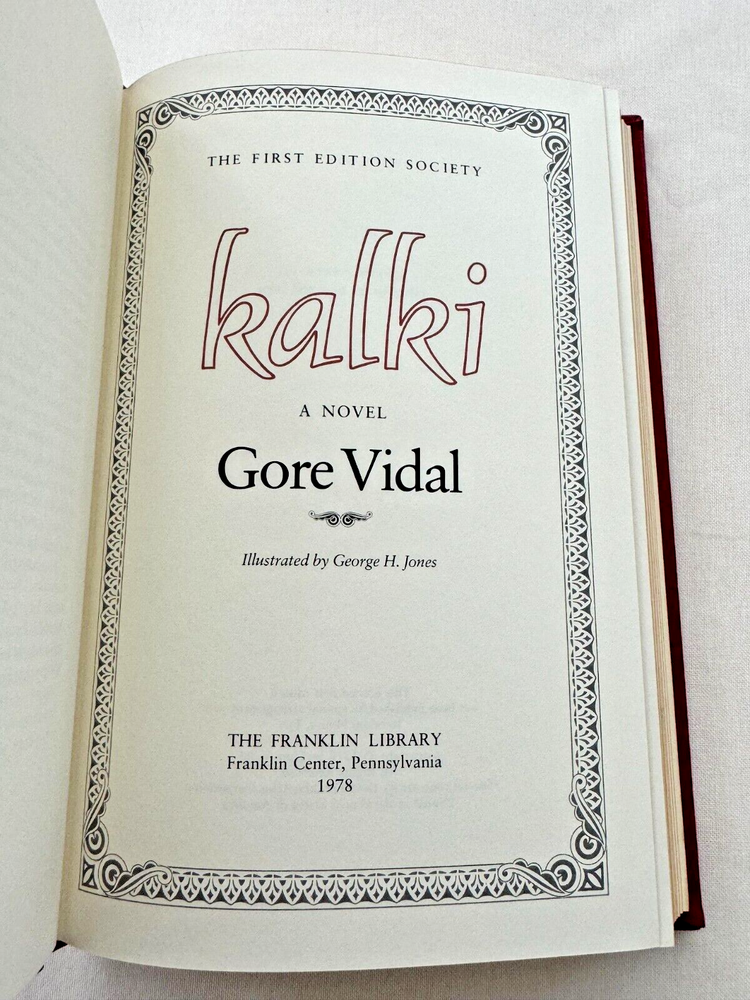 THE FIRST EDITION SOCIETY
kalki
A NOVEL
Gore Vidal
Illustrated by George H. Jones
THE FRANKLIN LIBRARY
Franklin Center, Pennsylvania
1978